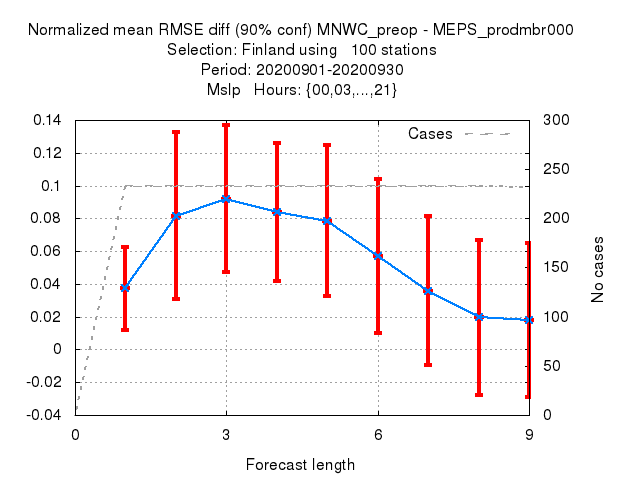 Normalized mean RMSE diff (90% conf) MNWC_preop - MEPS_prodmbr000
Selection: Finland using 100 stations
Period: 20200901-20200930
Mslp Hours: {00,03,...,21}
Cases
0.14
0.12
0.1
0.08
0.06
0.04
0.02
0
-0.02
-0.04
300
250
200
150
100
50
0
No cases
0 3 6 9
Forecast length